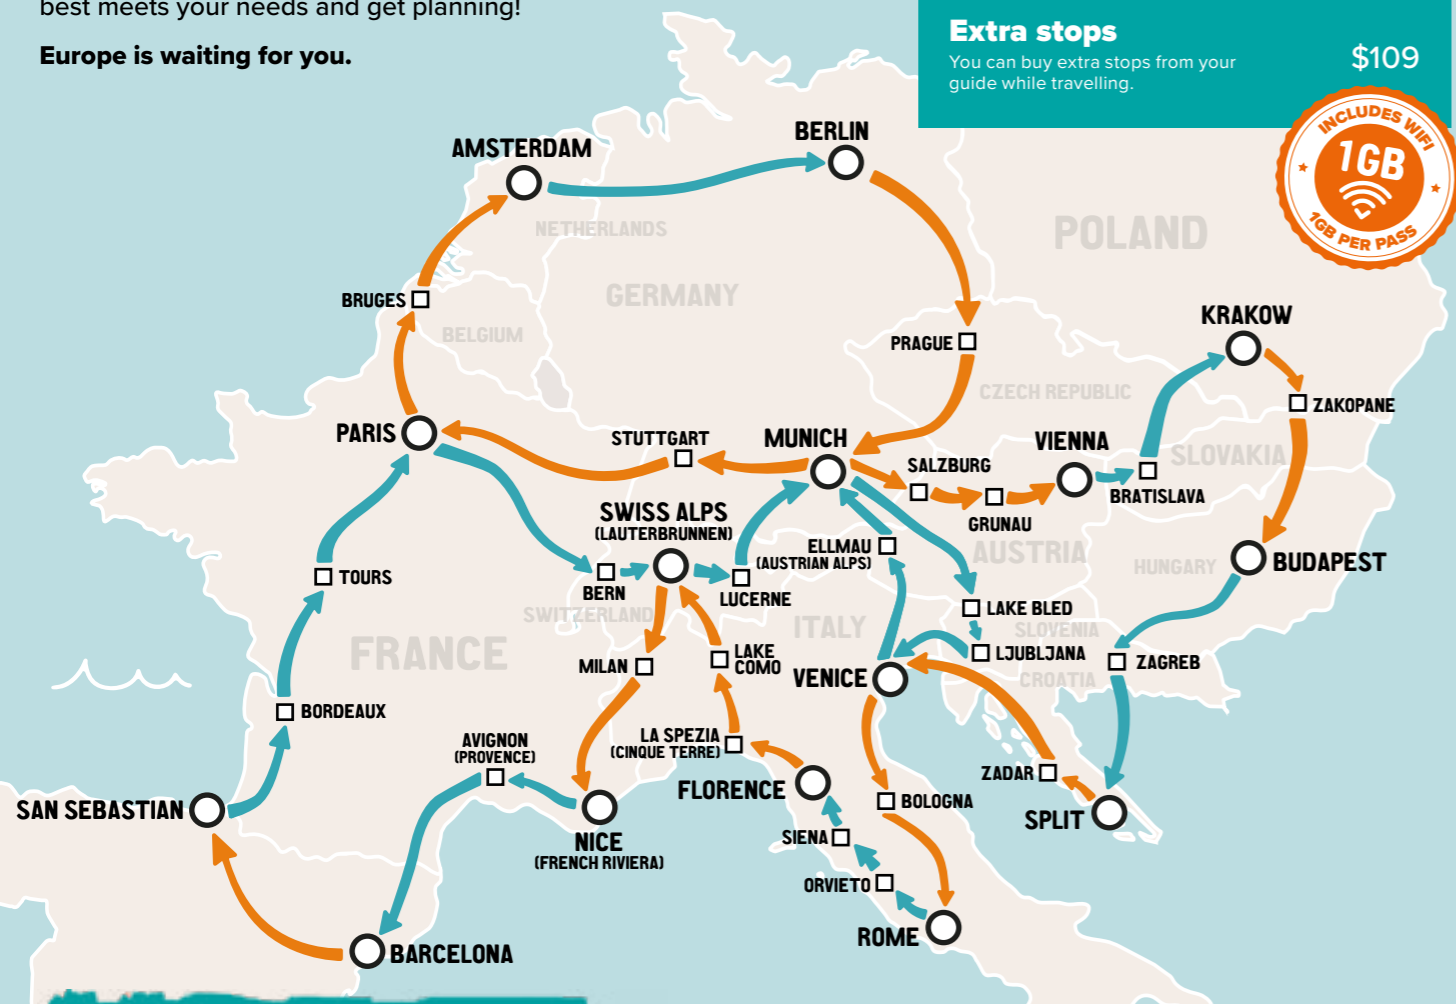 best meets your needs and get planning!
Europe is waiting for you.
Extra stops
You can buy extra stops from your
guide while travelling.
$109
INCLUDES WIFI
1GB
1GB PER PASS
AMSTERDAM
BERLIN
NETHERLANDS
POLAND
GERMANY
BRUGES
BELGIUM
KRAKOW
PRAGUE
CZECH REPUBLIC
ZAKOPANE
PARIS
STUTTGART
MUNICH
VIENNA
SLOVAKIA
SALZBURG
BRATISLAVA
GRUNAU
SWISS ALPS
(LAUTERBRUNNEN)
ELLMAU
(AUSTRIAN ALPS)
AUSTRIA
HUNGARY
BUDAPEST
TOURS
BERN
LUCERNE
SWITZERLAND
LAKE BLED
ITALY
SLOVENIA
FRANCE
MILAN
LAKE
COMO
LJUBLJANA
ZAGREB
VENICE
CROATIA
BORDEAUX
AVIGNON
(PROVENCE)
LA SPEZIA
(CINQUE TERRE)
ZADAR
FLORENCE
BOLOGNA
SAN SEBASTIAN
SPLIT
NICE
(FRENCH RIVIERA)
SIENA
ORVIETO
ROME
BARCELONA